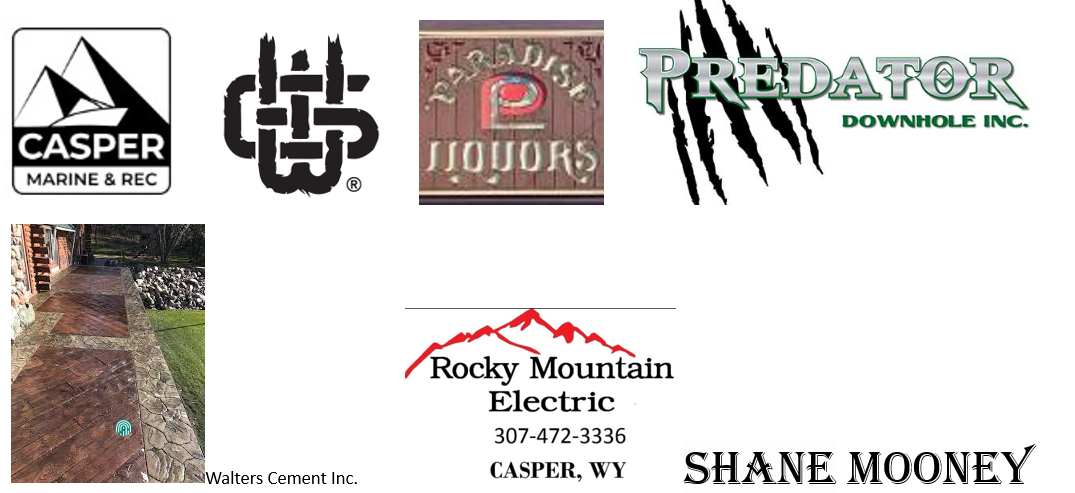 CASPER
MARINE & REC
®
PARADISE
P
LIQUORS
PREDATOR
DOWNHOLE INC.
Walters Cement Inc.
Rocky Mountain
Electric
307-472-3336
CASPER, WY
SHANE MOONEY